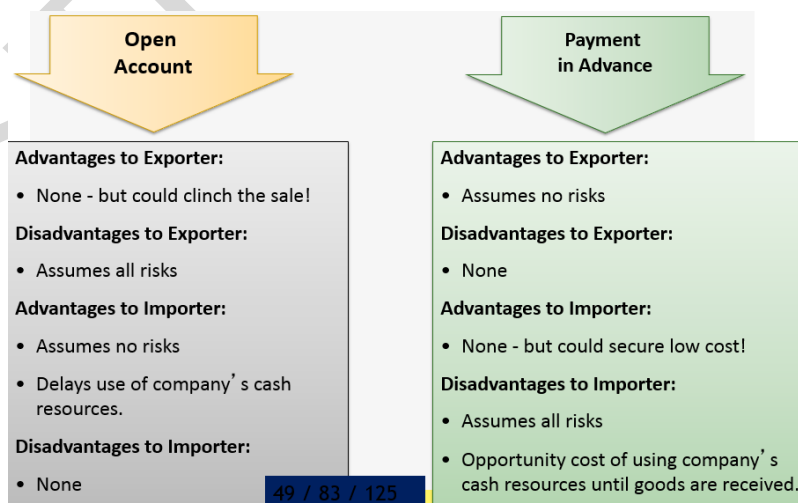 Open
Account
Advantages to Exporter:
• None - but could clinch the sale!
Disadvantages to Exporter:
• Assumes all risks
Advantages to Importer:
• Assumes no risks
• Delays use of company’s cash
resources.
Disadvantages to Importer:
• None
Payment
in Advance
Advantages to Exporter:
• Assumes no risks
Disadvantages to Exporter:
• None
Advantages to Importer:
• None - but could secure low cost!
Disadvantages to Importer:
• Assumes all risks
• Opportunity cost of using company’s
cash resources until goods are received.
49 / 83 / 125